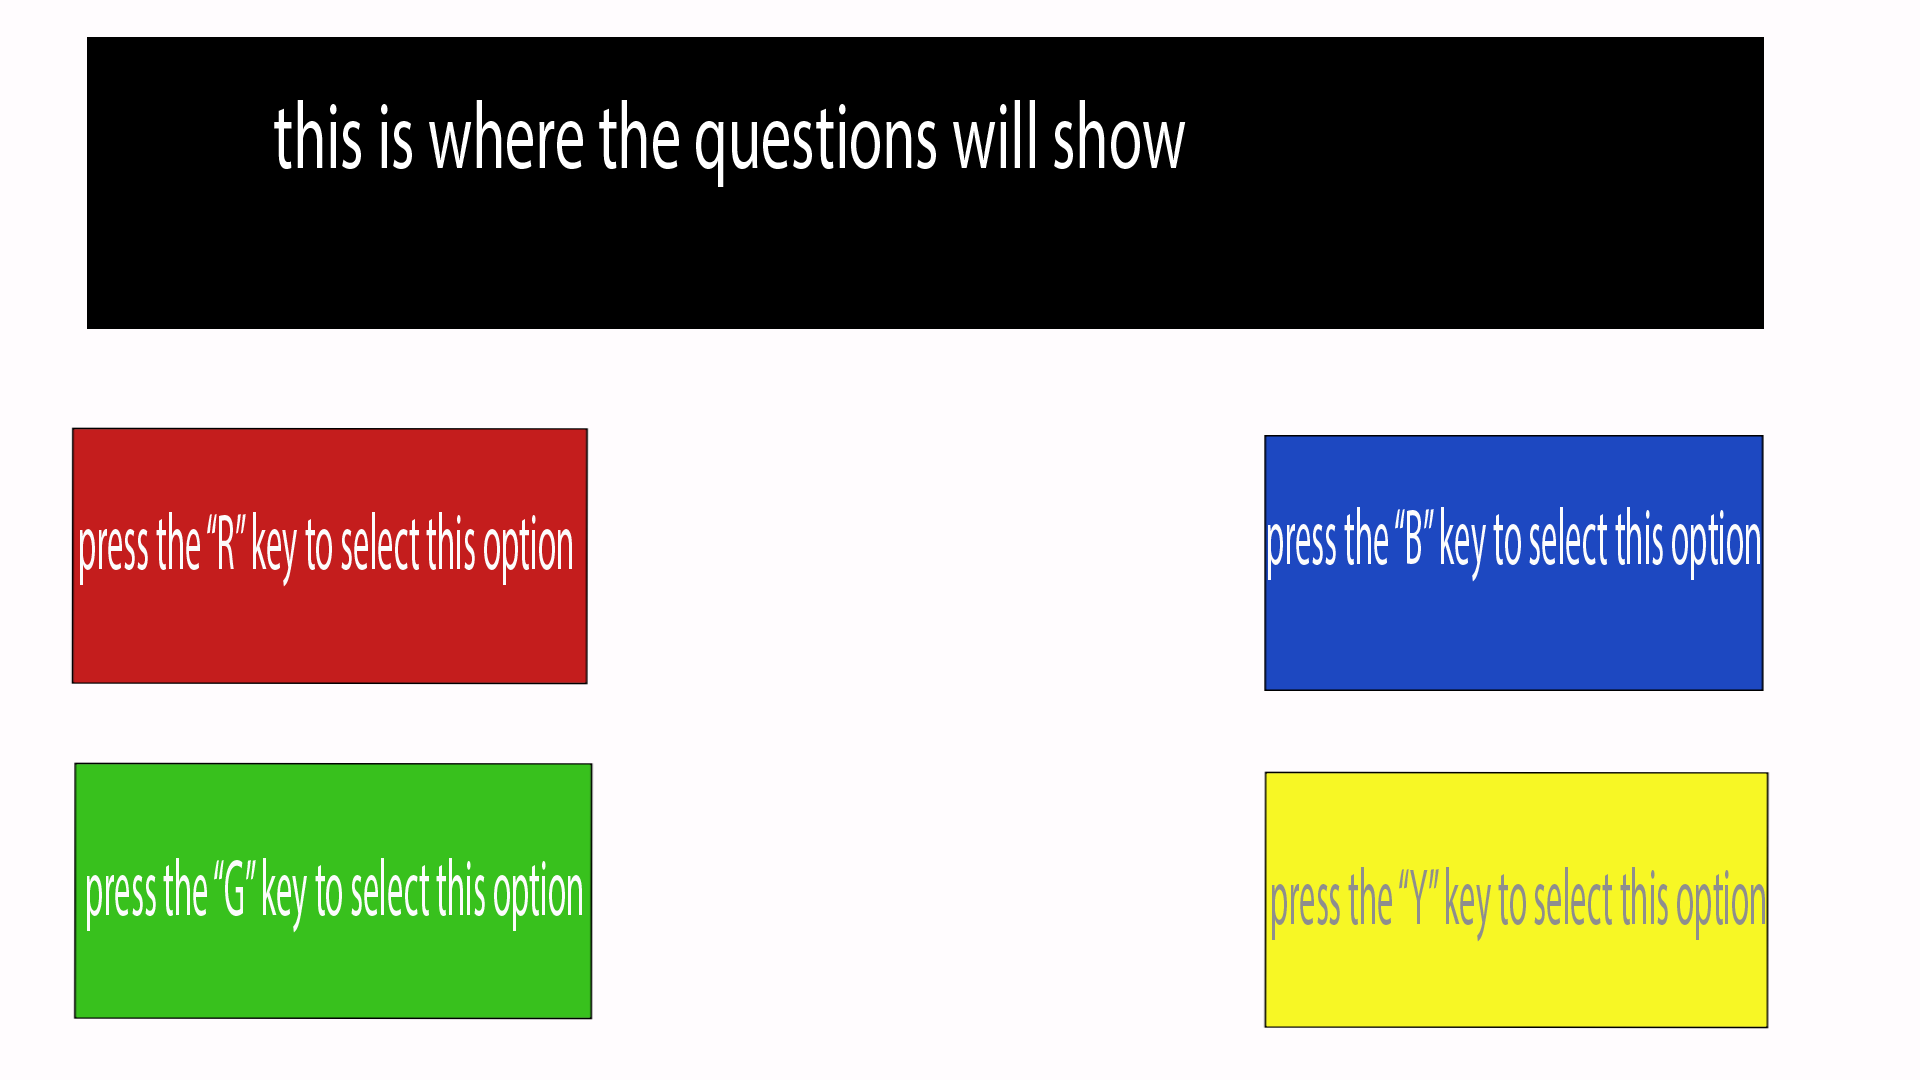 this is where the questions will show
press the “R” key to select this option
press the “B” key to select this option
press the “G” key to select this option
press the “Y” key to select this option